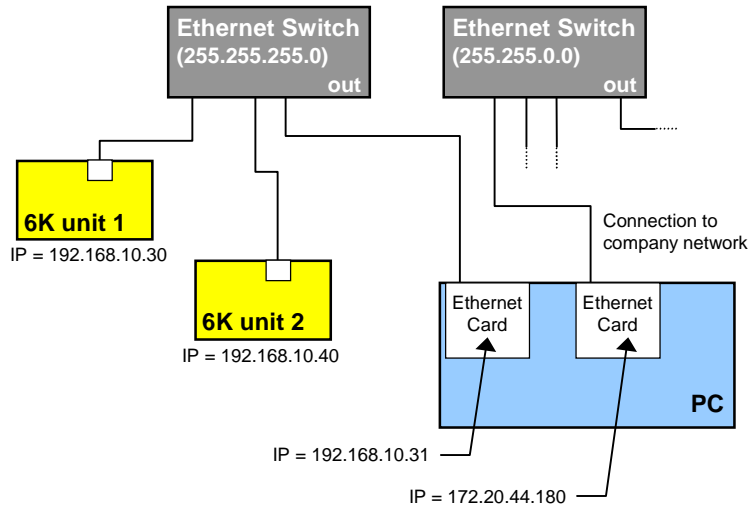 Ethernet Switch
(255.255.255.0)
out
Ethernet Switch
(255.255.0.0)
out
6K unit 1
IP = 192.168.10.30
6K unit 2
IP = 192.168.10.40
Connection to
company network
Ethernet
Card
Ethernet
Card
PC
IP = 192.168.10.31
IP = 172.20.44.180